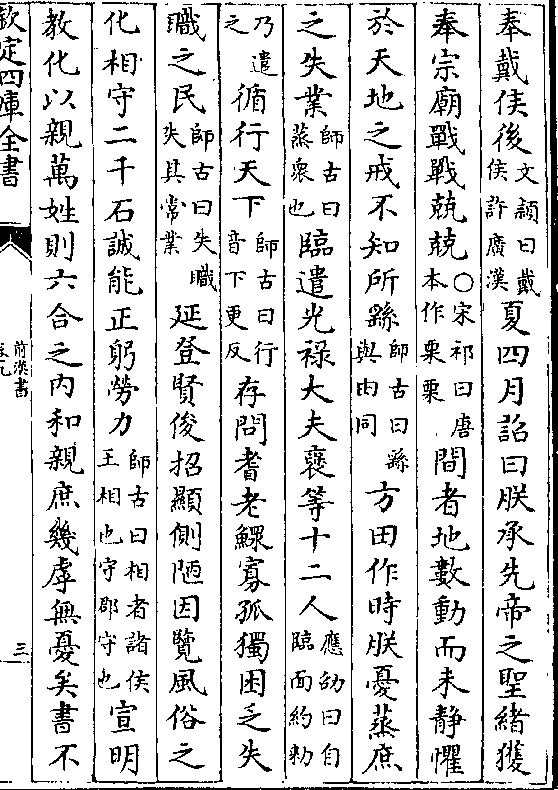 奉戴侯後文穎曰戴侯許廣漢夏四月詔曰朕承先帝之聖緒獲
奉宗廟戰戰兢兢○宋祁曰唐本作栗栗間者地數動而未靜懼
於天地之戒不知所繇師古曰繇與由同方田作時朕憂蒸庶
之失業師古曰蒸衆也臨遣光祿大夫襃等十二人應劭曰自臨面約勑
乃遣之循行天下師古曰行音下更反存問耆老鰥寡孤獨困乏失
職之民師古曰失職失其常業延登賢俊招顯側陋因覽風俗之
化相守二千石誠能正躬勞力師古曰相者諸侯王相也守郡守也宣明
教化以親萬姓則六合之內和親庶幾虖無憂矣書不
欽定四庫全書
前漢書
卷九
三